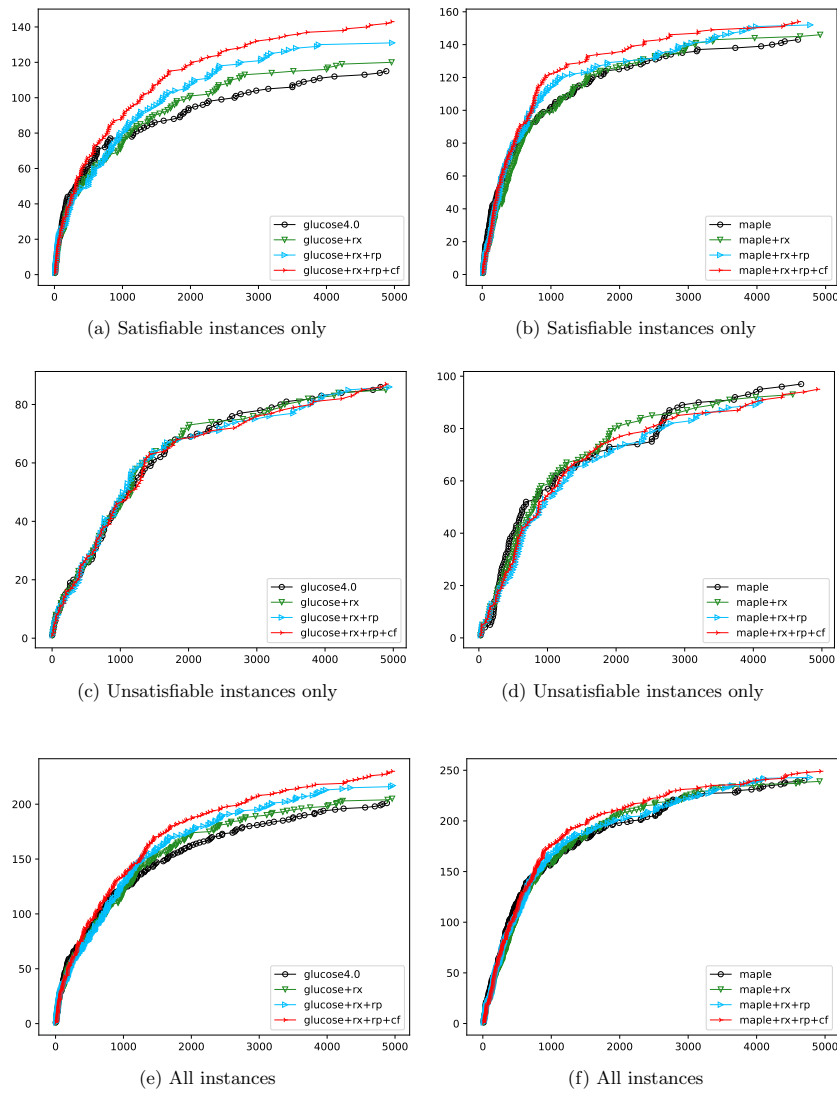 140
120
100
80
60
40
20
0
glucose4.0
glucose+rx
glucose+rx+rp
glucose+rx+rp+cf
0 1000 2000 3000 4000 5000
(a) Satisfiable instances only
160
140
120
100
80
60
40
20
0
maple
maple+rx
maple+rx+rp
maple+rx+rp+cf
0 1000 2000 3000 4000 5000
(b) Satisfiable instances only
80
60
40
20
0
glucose4.0
glucose+rx
glucose+rx+rp
glucose+rx+rp+cf
0 1000 2000 3000 4000 5000
(c) Unsatisfiable instances only
100
80
60
40
20
0
maple
maple+rx
maple+rx+rp
maple+rx+rp+cf
0 1000 2000 3000 4000 5000
(d) Unsatisfiable instances only
200
150
100
50
0
glucose4.0
glucose+rx
glucose+rx+rp
glucose+rx+rp+cf
0 1000 2000 3000 4000 5000
(e) All instances
250
200
150
100
50
0
maple
maple+rx
maple+rx+rp
maple+rx+rp+cf
0 1000 2000 3000 4000 5000
(f) All instances